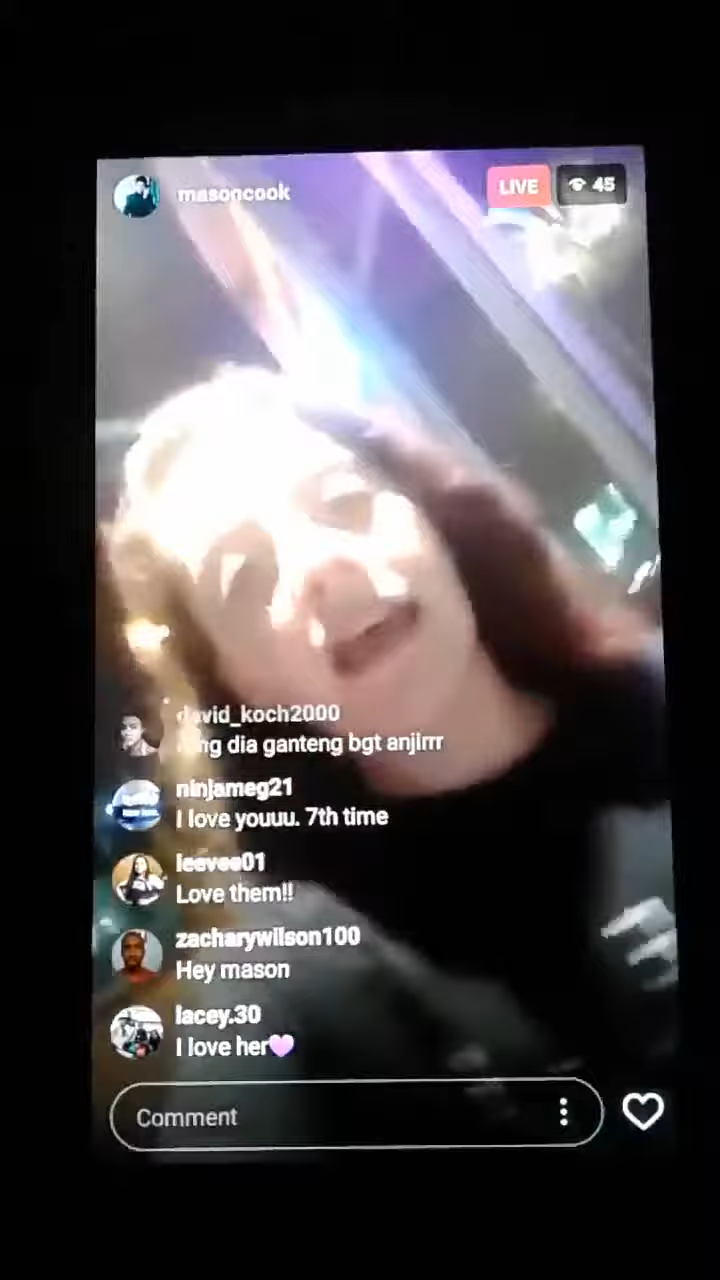 masoncook
LIVE
45
david_koch2000
dia ganteng bgt anjirrr
ninjameg21
I love youuu. 7th time
leevee01
Love them!!
zacharywilson100
Hey mason
lacey.30
I love her💜
Comment